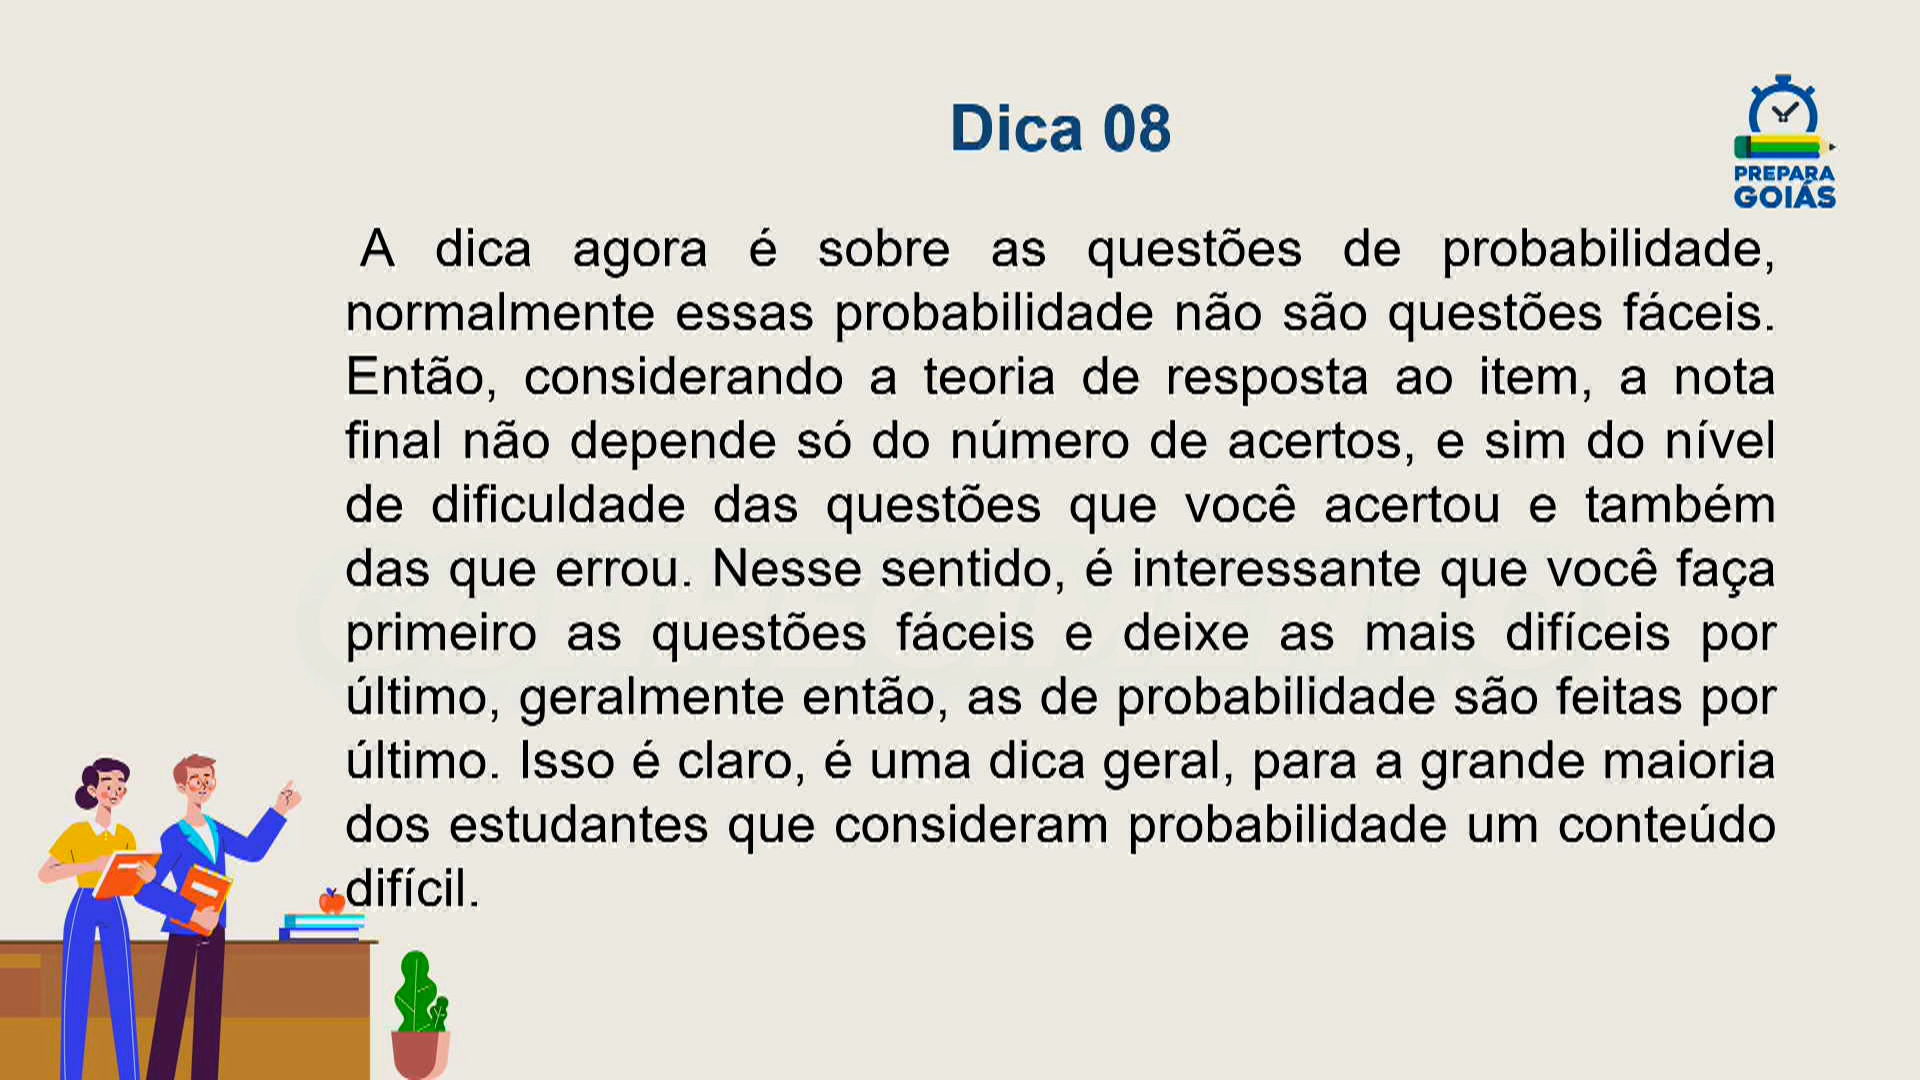 Dica 08
PREPARA
GOIÁS
A dica agora é sobre as questões de probabilidade,
normalmente essas probabilidade não são questões fáceis.
Então, considerando a teoria de resposta ao item, a nota
final não depende só do número de acertos, e sim do nível
de dificuldade das questões que você acertou e também
das que errou. Nesse sentido, é interessante que você faça
primeiro as questões fáceis e deixe as mais difíceis por
último, geralmente então, as de probabilidade são feitas por
último. Isso é claro, é uma dica geral, para a grande maioria
dos estudantes que consideram probabilidade um conteúdo
difícil.